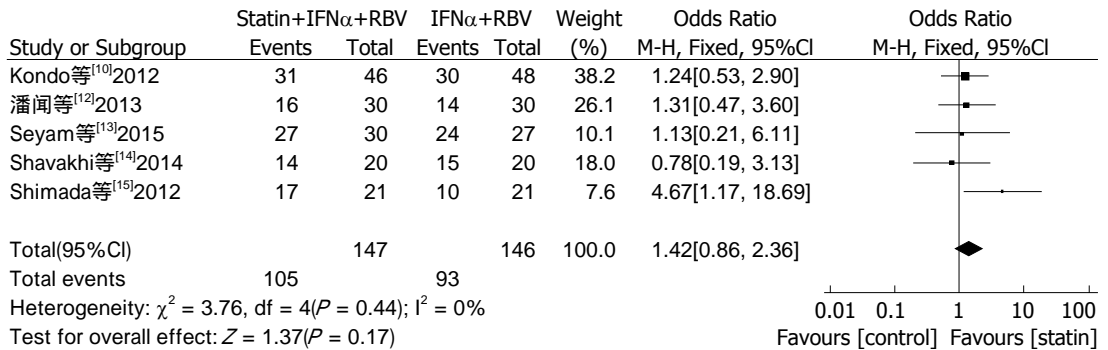 Statin+IFNα+RBV IFNα+RBV Weight Odds Ratio Odds Ratio
Study or Subgroup Events Total Events Total (%) M-H, Fixed, 95%CI M-H, Fixed, 95%CI
Kondo等[10]2012 31 46 30 48 38.2 1.24[0.53, 2.90]
潘闻等[12]2013 16 30 14 30 26.1 1.31[0.47, 3.60]
Seyam等[13]2015 27 30 24 27 10.1 1.13[0.21, 6.11]
Shavakhi等[14]2014 14 20 15 20 18.0 0.78[0.19, 3.13]
Shimada等[15]2012 17 21 10 21 7.6 4.67[1.17, 18.69]
Total(95%CI) 147 146 100.0 1.42[0.86, 2.36]
Total events 105 93
Heterogeneity: χ² = 3.76, df = 4(P = 0.44); I² = 0%
Test for overall effect: Z = 1.37(P = 0.17)
0.01 0.1 1 10 100
Favours [control] Favours [statin]